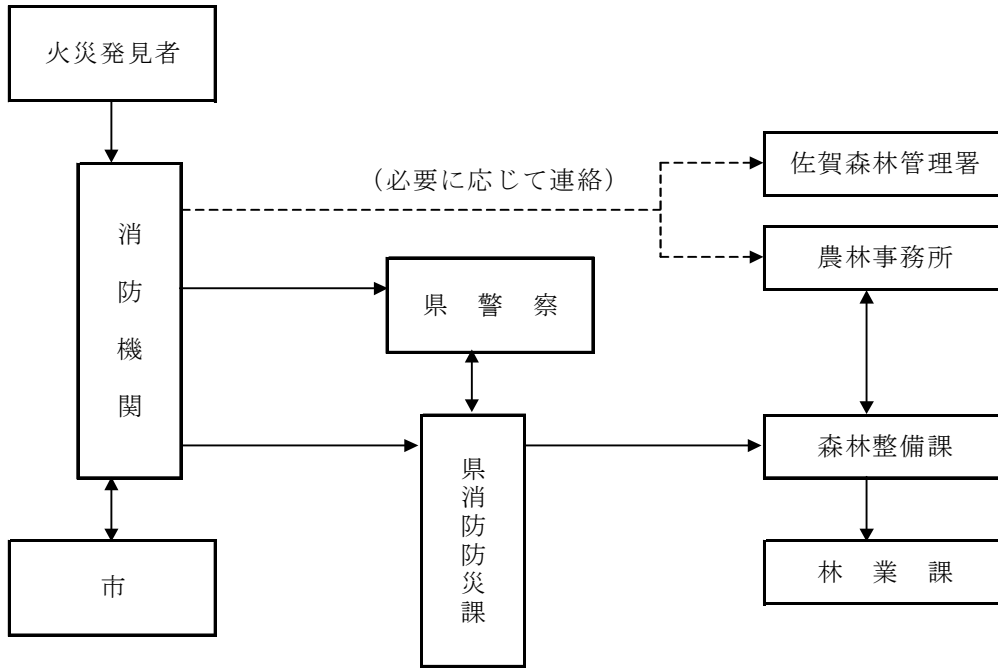 火災発見者
佐賀森林管理署
（必要に応じて連絡）
消防機関
農林事務所
県　警　察
森林整備課
県消防防災課
市
林　業　課